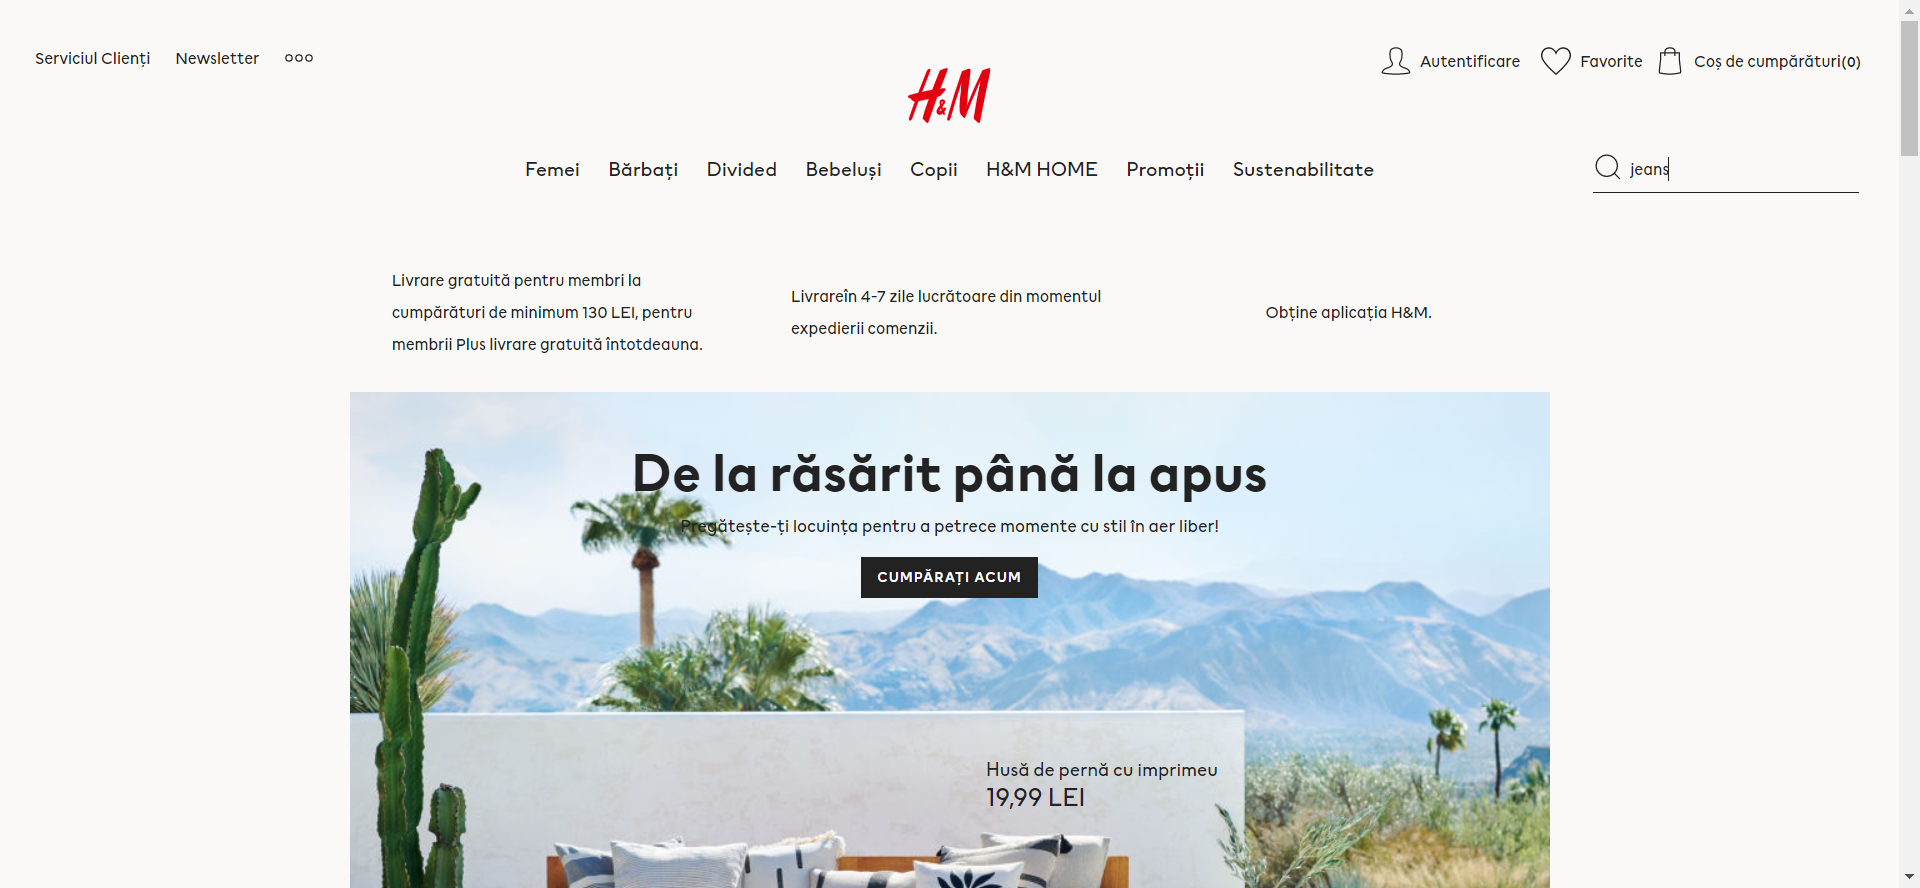 Serviciul Clienți
Newsletter
Autentificare
Favorite
Coș de cumpărături(0)
H&M
Femei
Bărbați
Divided
Bebeluși
Copii
H&M HOME
Promoții
Sustenabilitate
jeans
Livrare gratuită pentru membri la
cumpărături de minimum 130 LEI, pentru
membrii Plus livrare gratuită întotdeauna.
Livrareîn 4-7 zile lucrătoare din momentul
expedierii comenzii.
Obține aplicația H&M.
De la răsărit până la apus
Pregătește-ți locuința pentru a petrece momente cu stil în aer liber!
CUMPĂRAȚI ACUM
Husă de pernă cu imprimeu
19,99 LEI